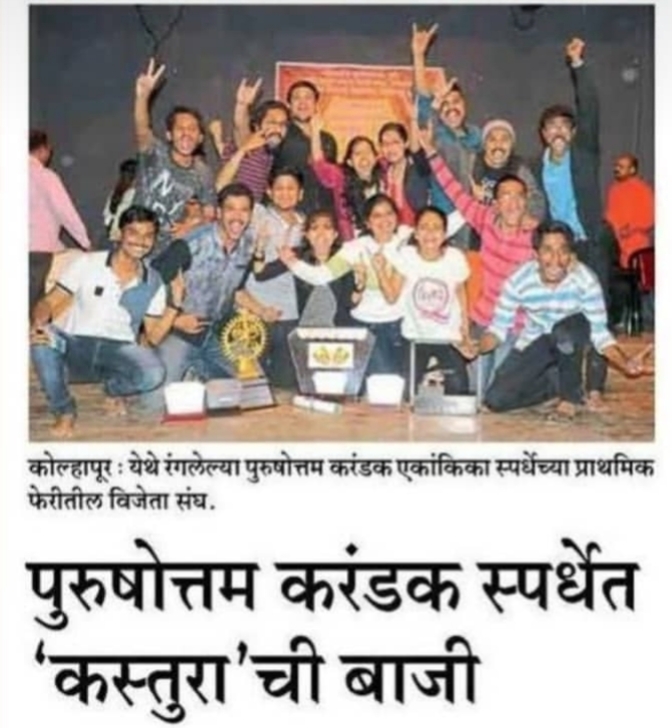 कोल्हापूर : येथे रंगलेल्या पुरुषोत्तम करंडक एकांकिका स्पर्धेच्या प्राथमिक
फेरीतील विजेता संघ.
पुरुषोत्तम करंडक स्पर्धेत
‘कस्तुरा’ची बाजी